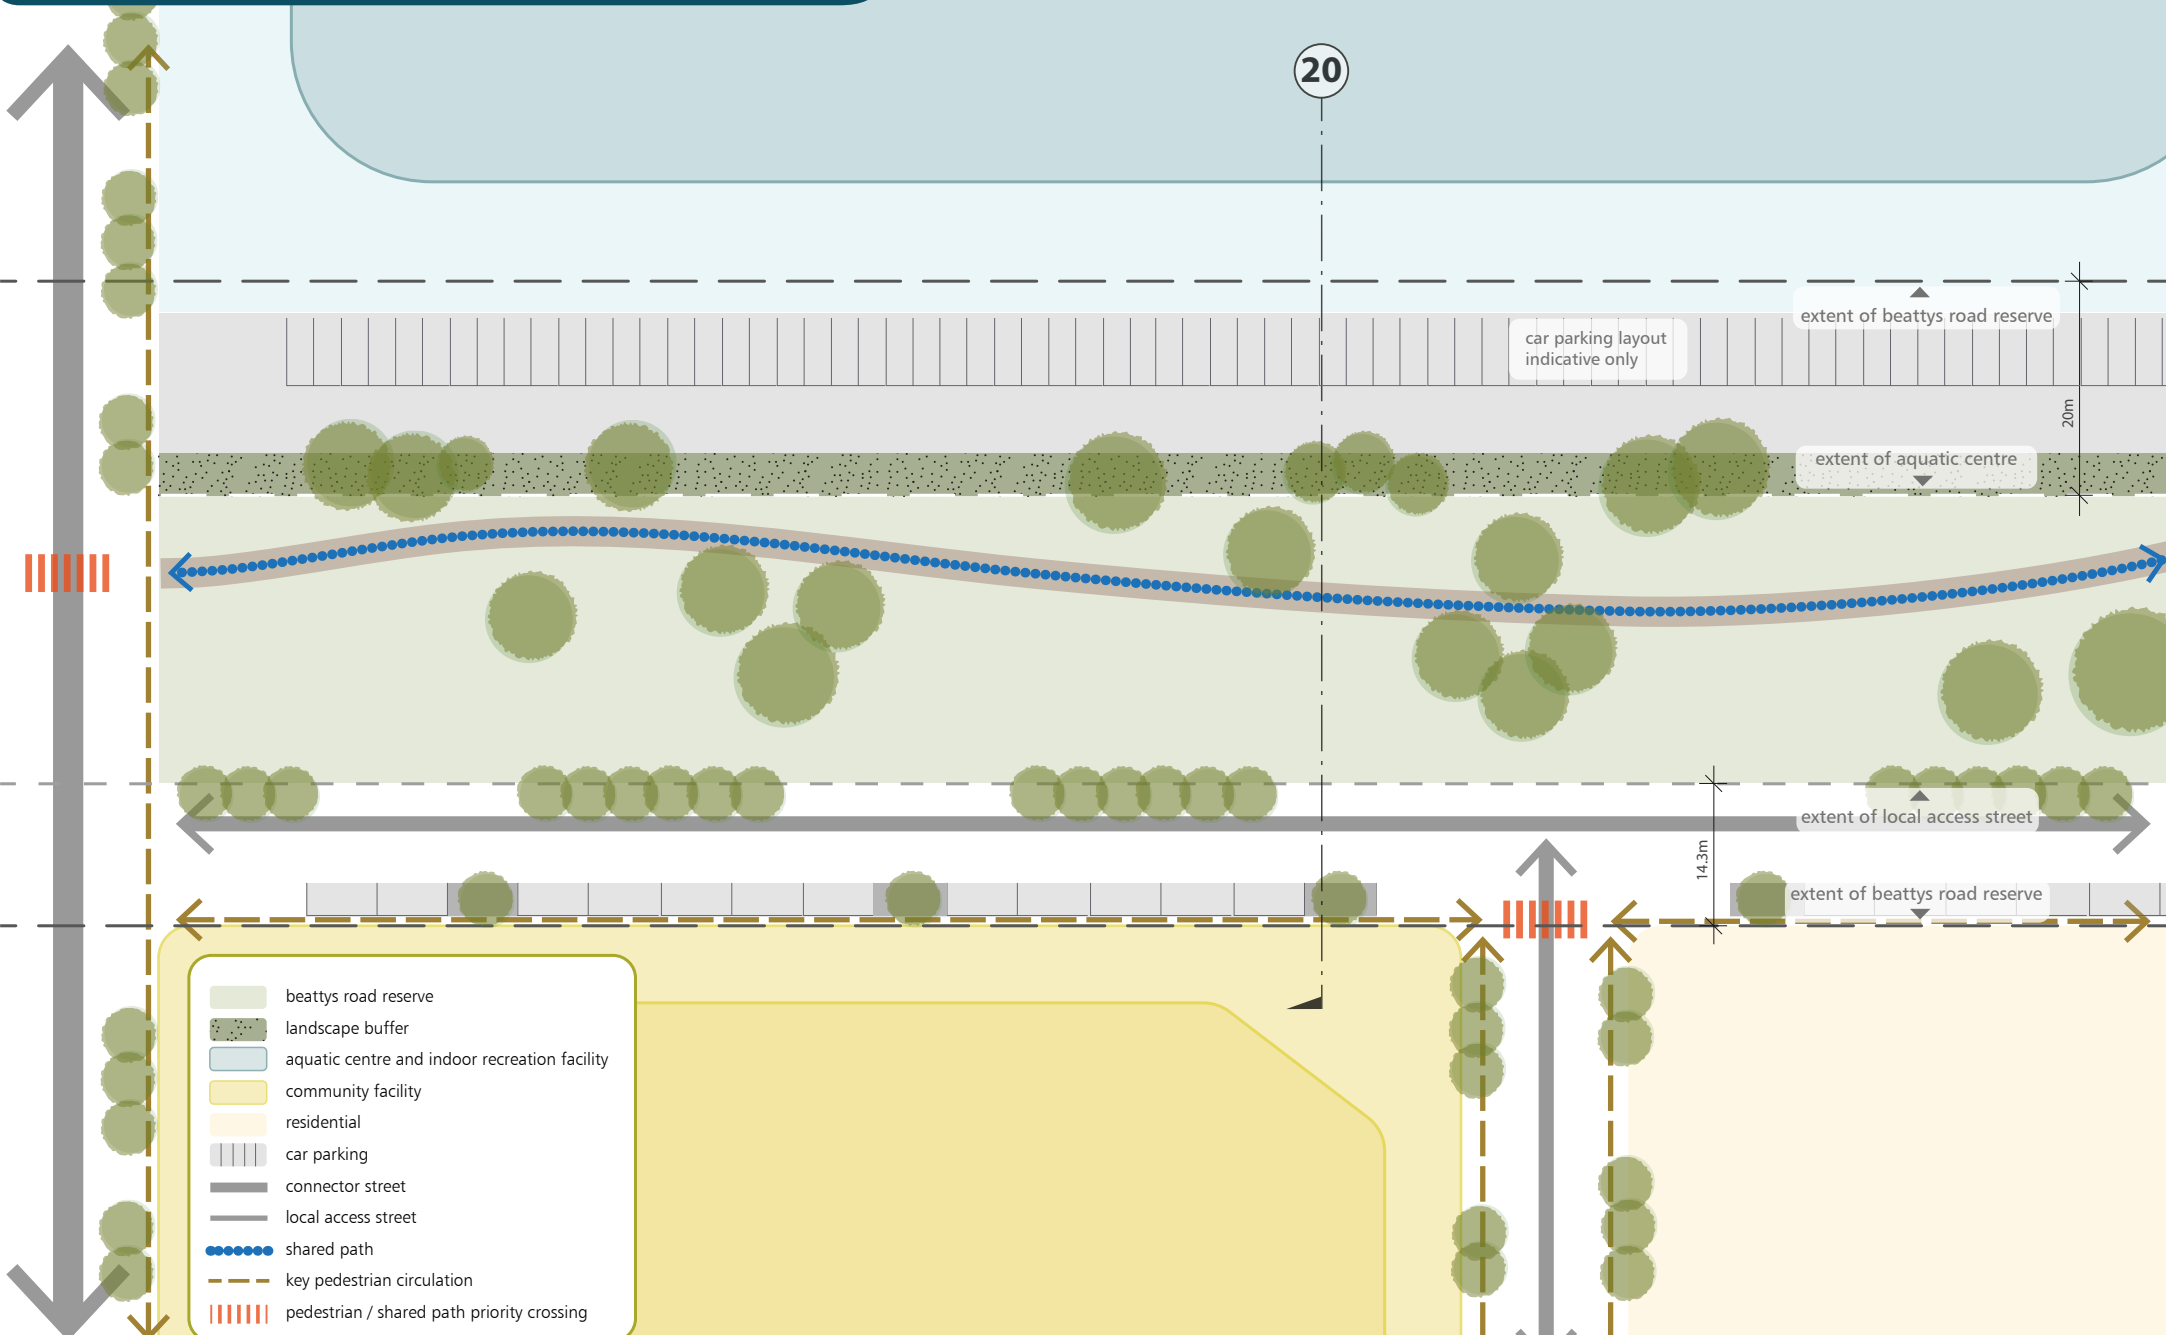 20
extent of beattys road reserve
car parking layout
indicative only
20m
extent of aquatic centre
extent of local access street
14.3m
extent of beattys road reserve
beattys road reserve
landscape buffer
aquatic centre and indoor recreation facility
community facility
residential
car parking
connector street
local access street
shared path
key pedestrian circulation
pedestrian / shared path priority crossing